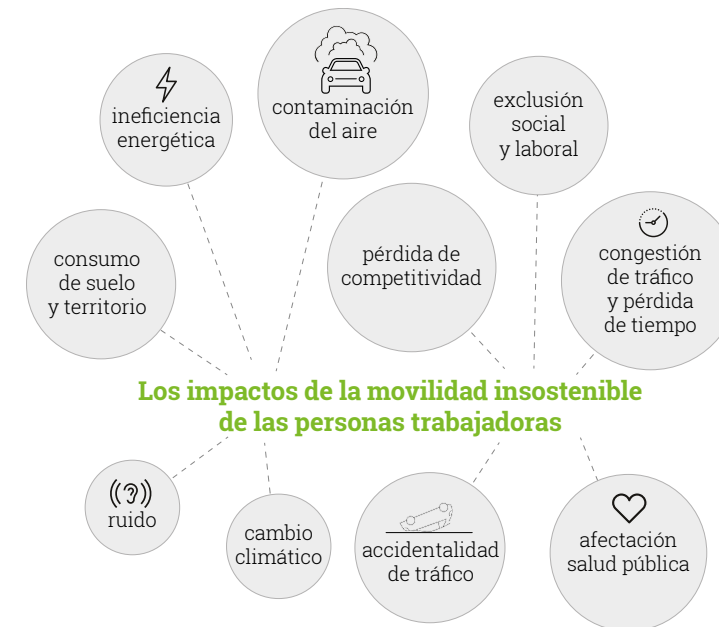 ineficiencia
energética
contaminación
del aire
exclusión
social
y laboral
consumo
de suelo
y territorio
pérdida de
competitividad
congestión
de tráfico
y pérdida
de tiempo
Los impactos de la movilidad insostenible
de las personas trabajadoras
ruido
cambio
climático
accidentalidad
de tráfico
afectación
salud pública